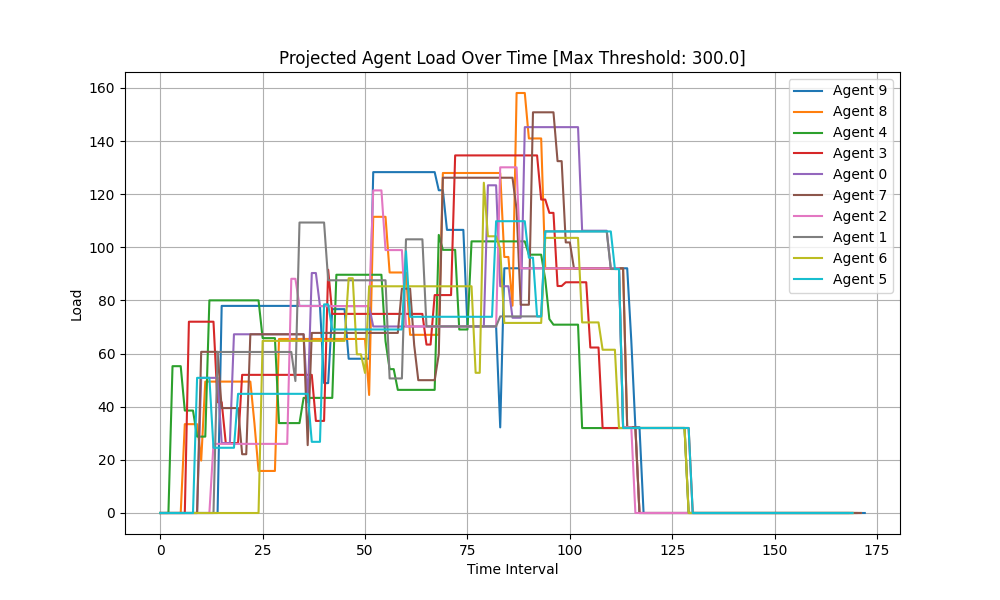 Projected Agent Load Over Time [Max Threshold: 300.0]
Load
160
140
120
100
80
60
40
20
0
0
25
50
75
100
125
150
175
Time Interval
Agent 9
Agent 8
Agent 4
Agent 3
Agent 0
Agent 7
Agent 2
Agent 1
Agent 6
Agent 5